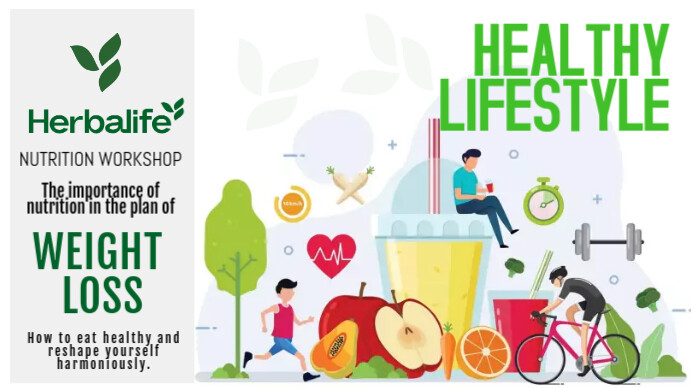 Herbalife
NUTRITION WORKSHOP
The importance of
nutrition in the plan of
WEIGHT
LOSS
How to eat healthy and
reshape yourself
harmoniously.
HEALTHY
LIFESTYLE